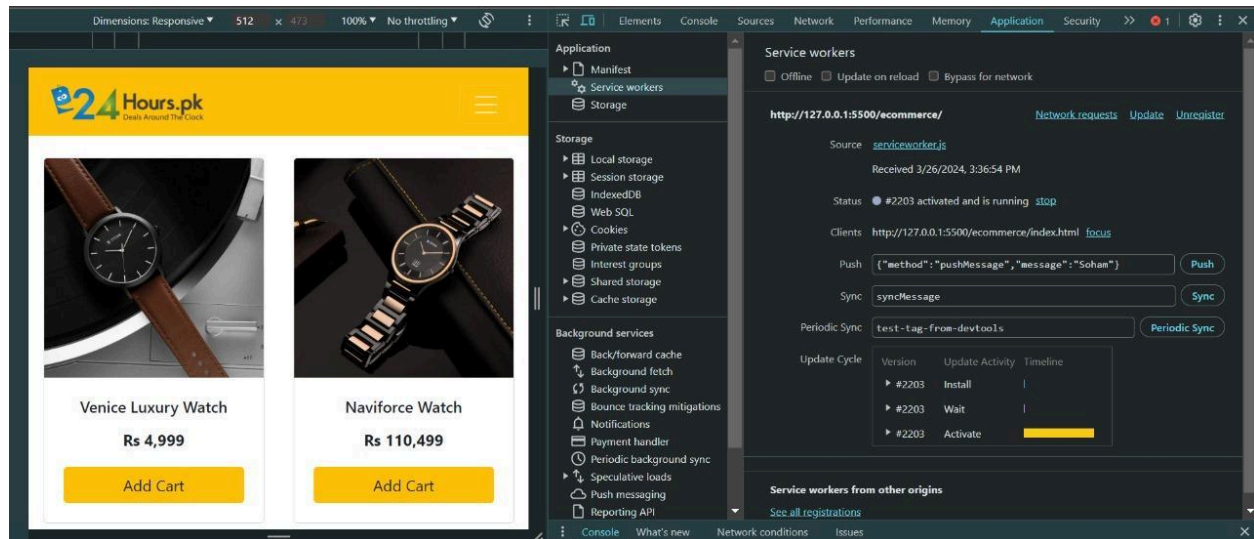 Dimensions: Responsive 512 × 473 100% No throttling
24 Hours.pk
Deals Around The Clock
Venice Luxury Watch
Rs 4,999
Add Cart
Naviforce Watch
Rs 110,499
Add Cart
Elements Console Sources Network Performance Memory Application Security 1
Application
Manifest
Service workers
Storage
Storage
Local storage
Session storage
IndexedDB
Web SQL
Cookies
Private state tokens
Interest groups
Shared storage
Cache storage
Background services
Back/forward cache
Background fetch
Background sync
Bounce tracking mitigations
Notifications
Payment handler
Periodic background sync
Speculative loads
Push messaging
Reporting API
Service workers
Offline Update on reload Bypass for network
http://127.0.0.1:5500/ecommerce/ Network requests Update Unregister
Source serviceworker.js
Received 3/26/2024, 3:36:54 PM
Status #2203 activated and is running stop
Clients http://127.0.0.1:5500/ecommerce/index.html focus
Push {"method":"pushMessage","message":"Soham"} Push
Sync syncMessage Sync
Periodic Sync test-tag-from-devtools Periodic Sync
Update Cycle Version Update Activity Timeline
#2203 Install
#2203 Wait
#2203 Activate
Service workers from other origins
See all registrations
Console What's new Network conditions Issues